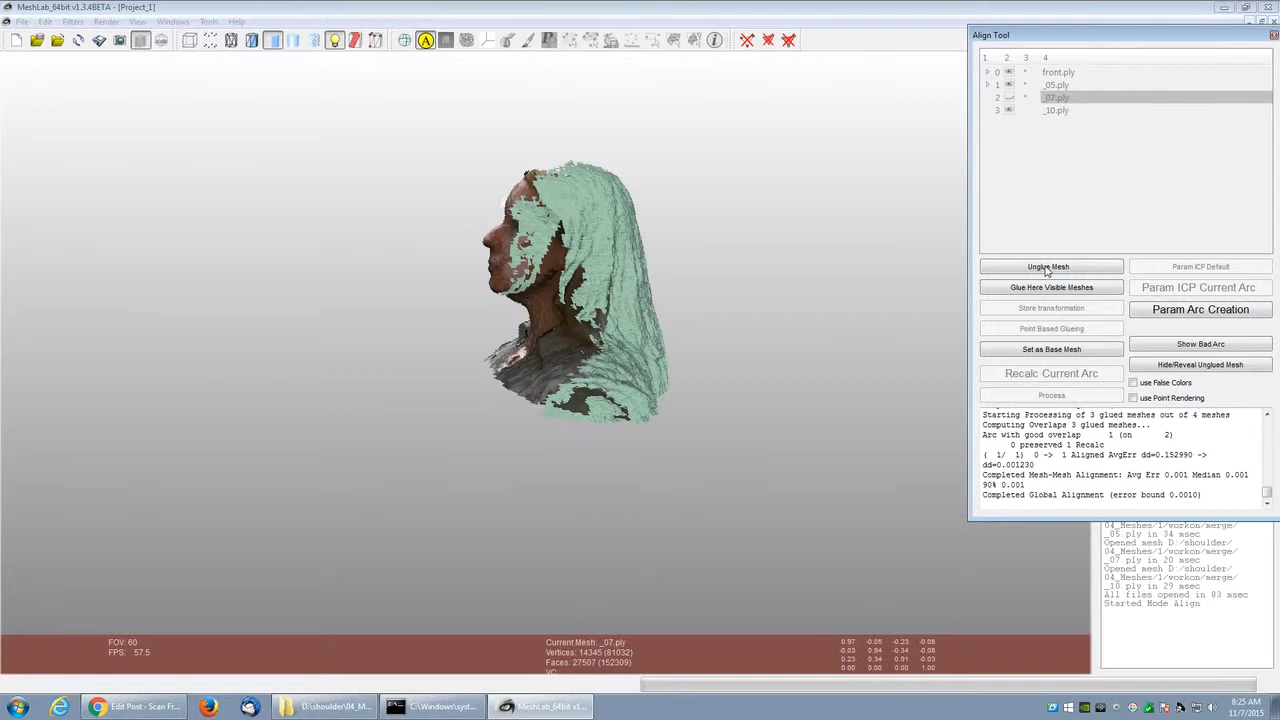 MeshLab_64bit v1.3.4BETA - [Project_1]
File Edit Filters Render View Windows Tools Help
A
Align Tool
1 2 3 4
0 * front.ply
1 * _05.ply
2 * _07.ply
3 _10.ply
Unglue Mesh
Param ICP Default
Glue Here Visible Meshes
Param ICP Current Arc
Store transformation
Param Arc Creation
Point Based Glueing
Set as Base Mesh
Show Bad Arc
Recalc Current Arc
Hide/Reveal Unglued Mesh
use False Colors
Process
use Point Rendering
Starting Processing of 3 glued meshes out of 4 meshes
Computing Overlaps 3 glued meshes...
Arc with good overlap 1 (on 2)
0 preserved 1 Recalc
( 1/ 1) 0 -> 1 Aligned AvgErr dd=0.152990 ->
dd=0.001230
Completed Mesh-Mesh Alignment: Avg Err 0.001 Median 0.001
90% 0.001
Completed Global Alignment (error bound 0.0010)
04_Meshes/1/workon/merge/
_05.ply in 34 msec
Opened mesh D:/shoulder/
04_Meshes/1/workon/merge/
_07 ply in 20 msec
Opened mesh D:/shoulder/
04_Meshes/1/workon/merge/
_10 ply in 29 msec
All files opened in 83 msec
Started Mode Align
FOV: 60
FPS: 57.5
Current Mesh: _07.ply
Vertices: 14345 (81032)
Faces: 27507 (152309)
VC
0.97 -0.05 -0.23 -0.08
-0.03 0.94 -0.34 -0.08
0.23 0.34 0.91 -0.03
0.00 0.00 0.00 1.00
Edit Post - Scan Fr...
D:\shoulder\04_M...
C:\Windows\syst...
MeshLab_64bit v1...
8:25 AM
11/7/2015